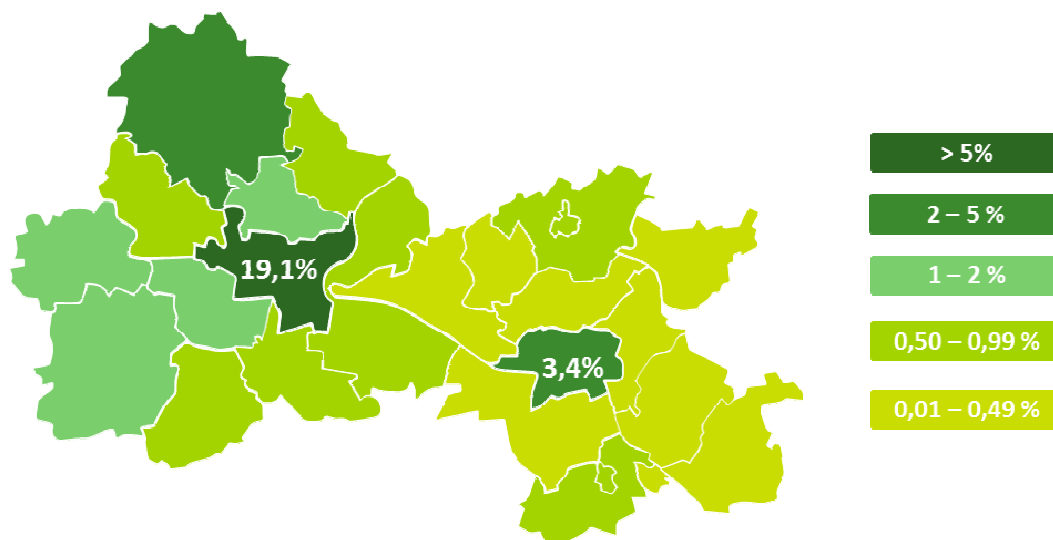 > 5%
2 – 5 %
1 – 2 %
19,1%
0,50 – 0,99 %
3,4%
0,01 – 0,49 %